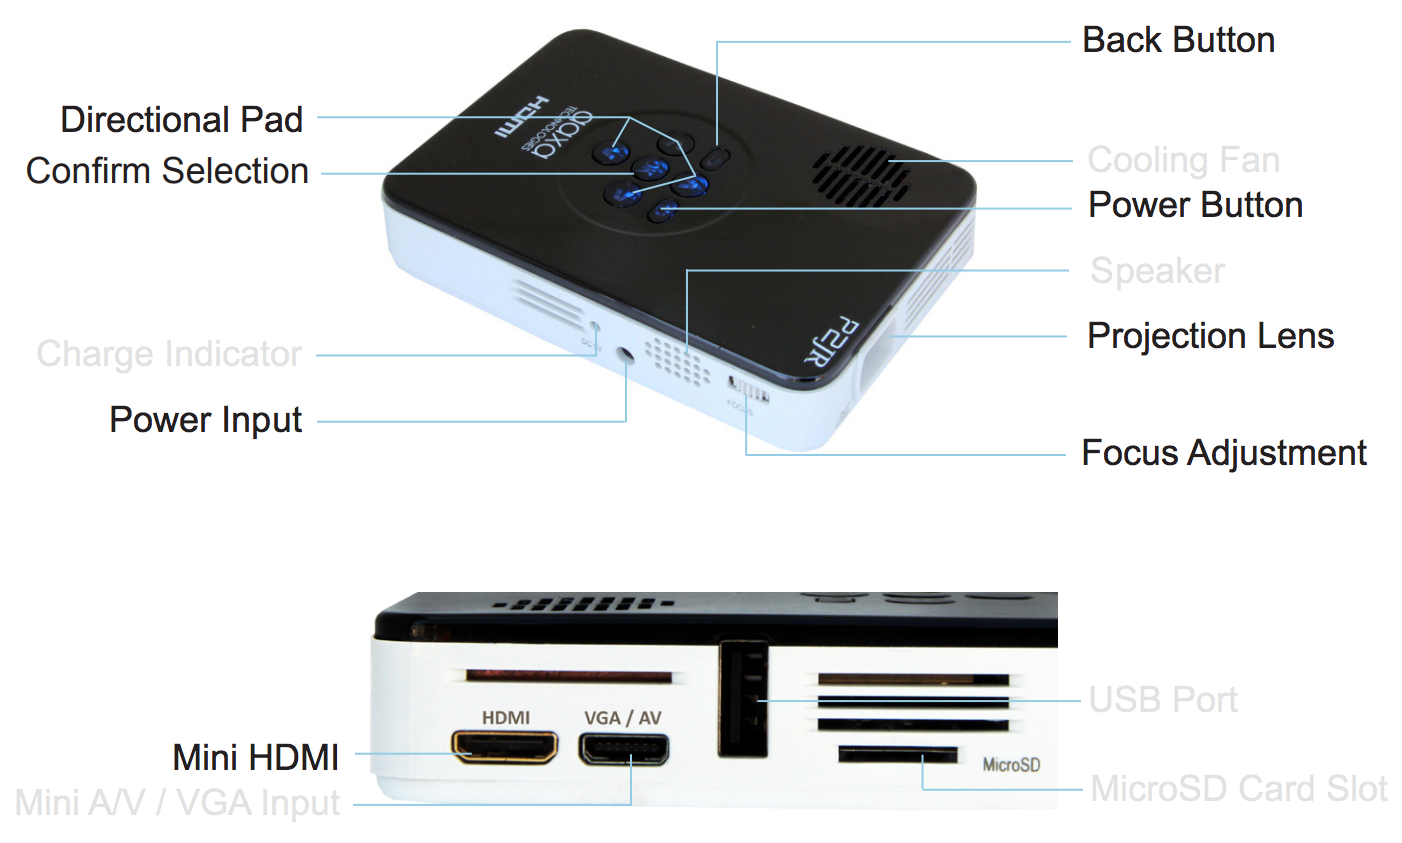 Back Button
Directional Pad
Confirm Selection
HDMI
aaxa
TECHNOLOGIES
Cooling Fan
Power Button
Speaker
P2JR
Projection Lens
Charge Indicator
Power Input
FOCUS
Focus Adjustment
USB Port
HDMI
VGA / AV
Mini HDMI
MicroSD
Mini A/V / VGA Input
MicroSD Card Slot